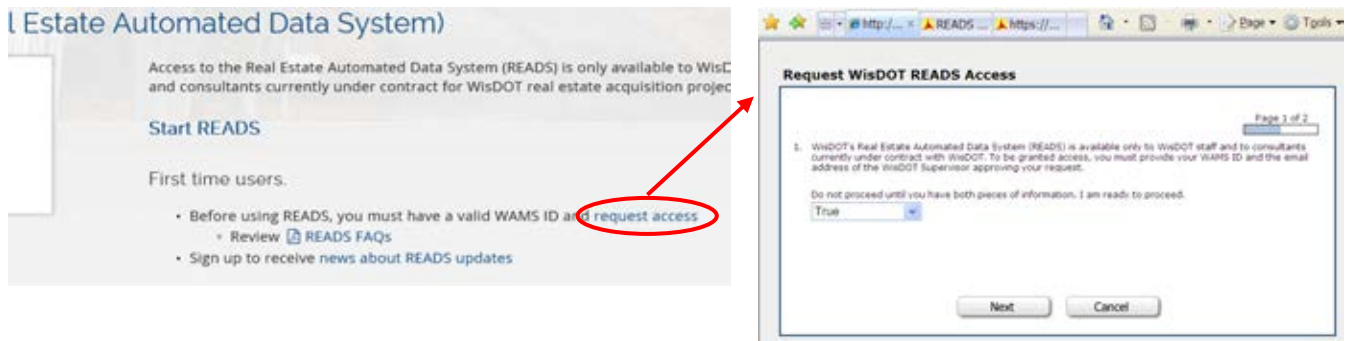 l Estate Automated Data System)
Access to the Real Estate Automated Data System (READS) is only available to WisD
and consultants currently under contract for WisDOT real estate acquisition projec
Start READS
First time users.
• Before using READS, you must have a valid WAMS ID and request access
◦ Review READS FAQs
• Sign up to receive news about READS updates
http:/... × READS ... https://... Page Tools
Request WisDOT READS Access
Page 1 of 2
1. WisDOT's Real Estate Automated Data System (READS) is available only to WisDOT staff and to consultants
currently under contract with WisDOT. To be granted access, you must provide your WAMS ID and the email
address of the WisDOT Supervisor approving your request.
Do not proceed until you have both pieces of information. I am ready to proceed.
True
Next Cancel